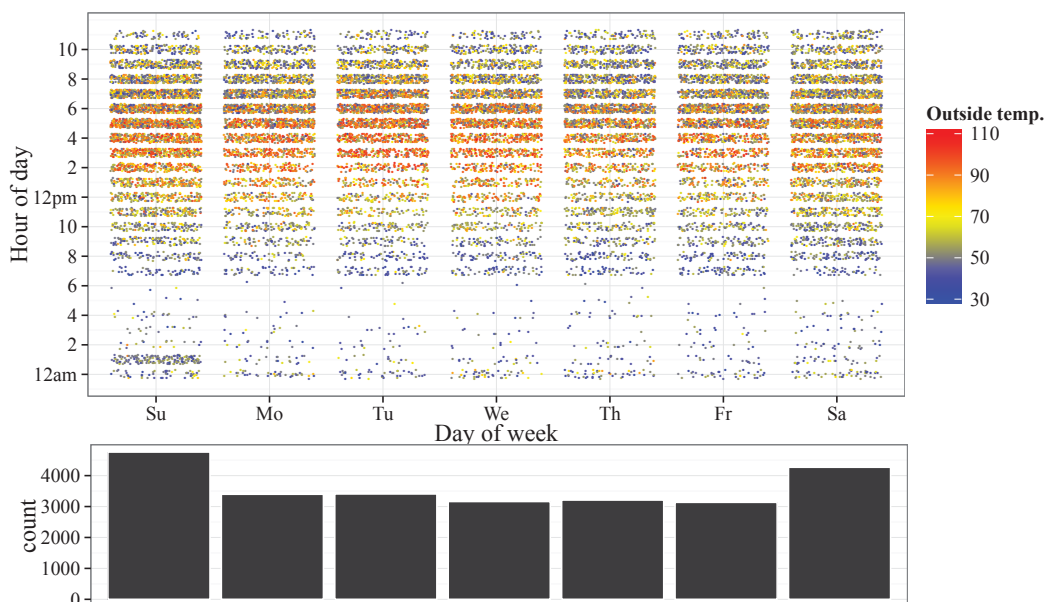 10
8
6
4
2
12pm
10
8
6
4
2
12am
Hour of day
Su Mo Tu We Th Fr Sa
Day of week
Outside temp.
110
90
70
50
30
4000
3000
2000
1000
0
count